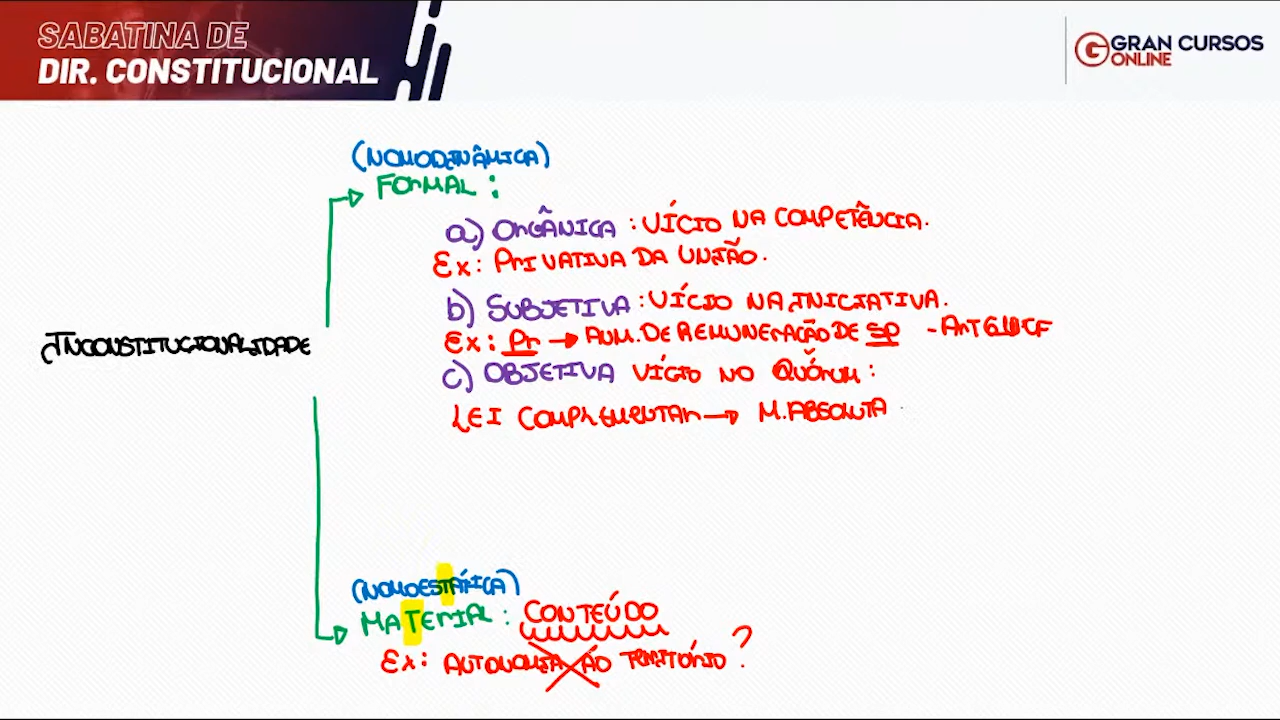 SABATINA DE
DIR. CONSTITUCIONAL
GRAN CURSOS
ONLINE
(NOMODINÂMICA)
FORMAL :
a) ORGÂNICA : VÍCIO NA COMPETÊNCIA.
Ex: PRIVATIVA DA UNIÃO.
b) SUBJETIVA : VÍCIO NA INICIATIVA.
Ex: Pr → AUM. DE REMUNERAÇÃO DE SP - ART 61 CF
INCONSTITUCIONALIDADE
c) OBJETIVA VÍCIO NO QUÓRUM :
LEI COMPLEMENTAR → M. ABSOLUTA
(NOMOESTÁTICA)
MATERIAL : CONTEÚDO
Ex: AUTONOMIA AO TERRITÓRIO ?